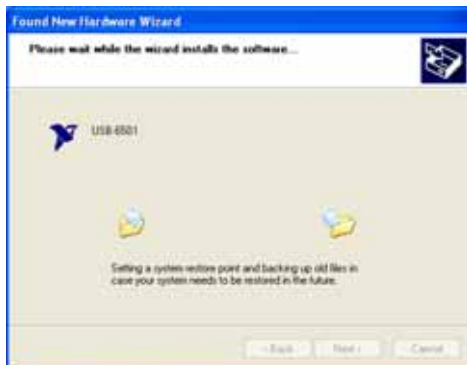 Found New Hardware Wizard
Please wait while the wizard installs the software...
USB-6501
Setting a system restore point and backing up old files in
case your system needs to be restored in the future.
< Back
Next >
Cancel